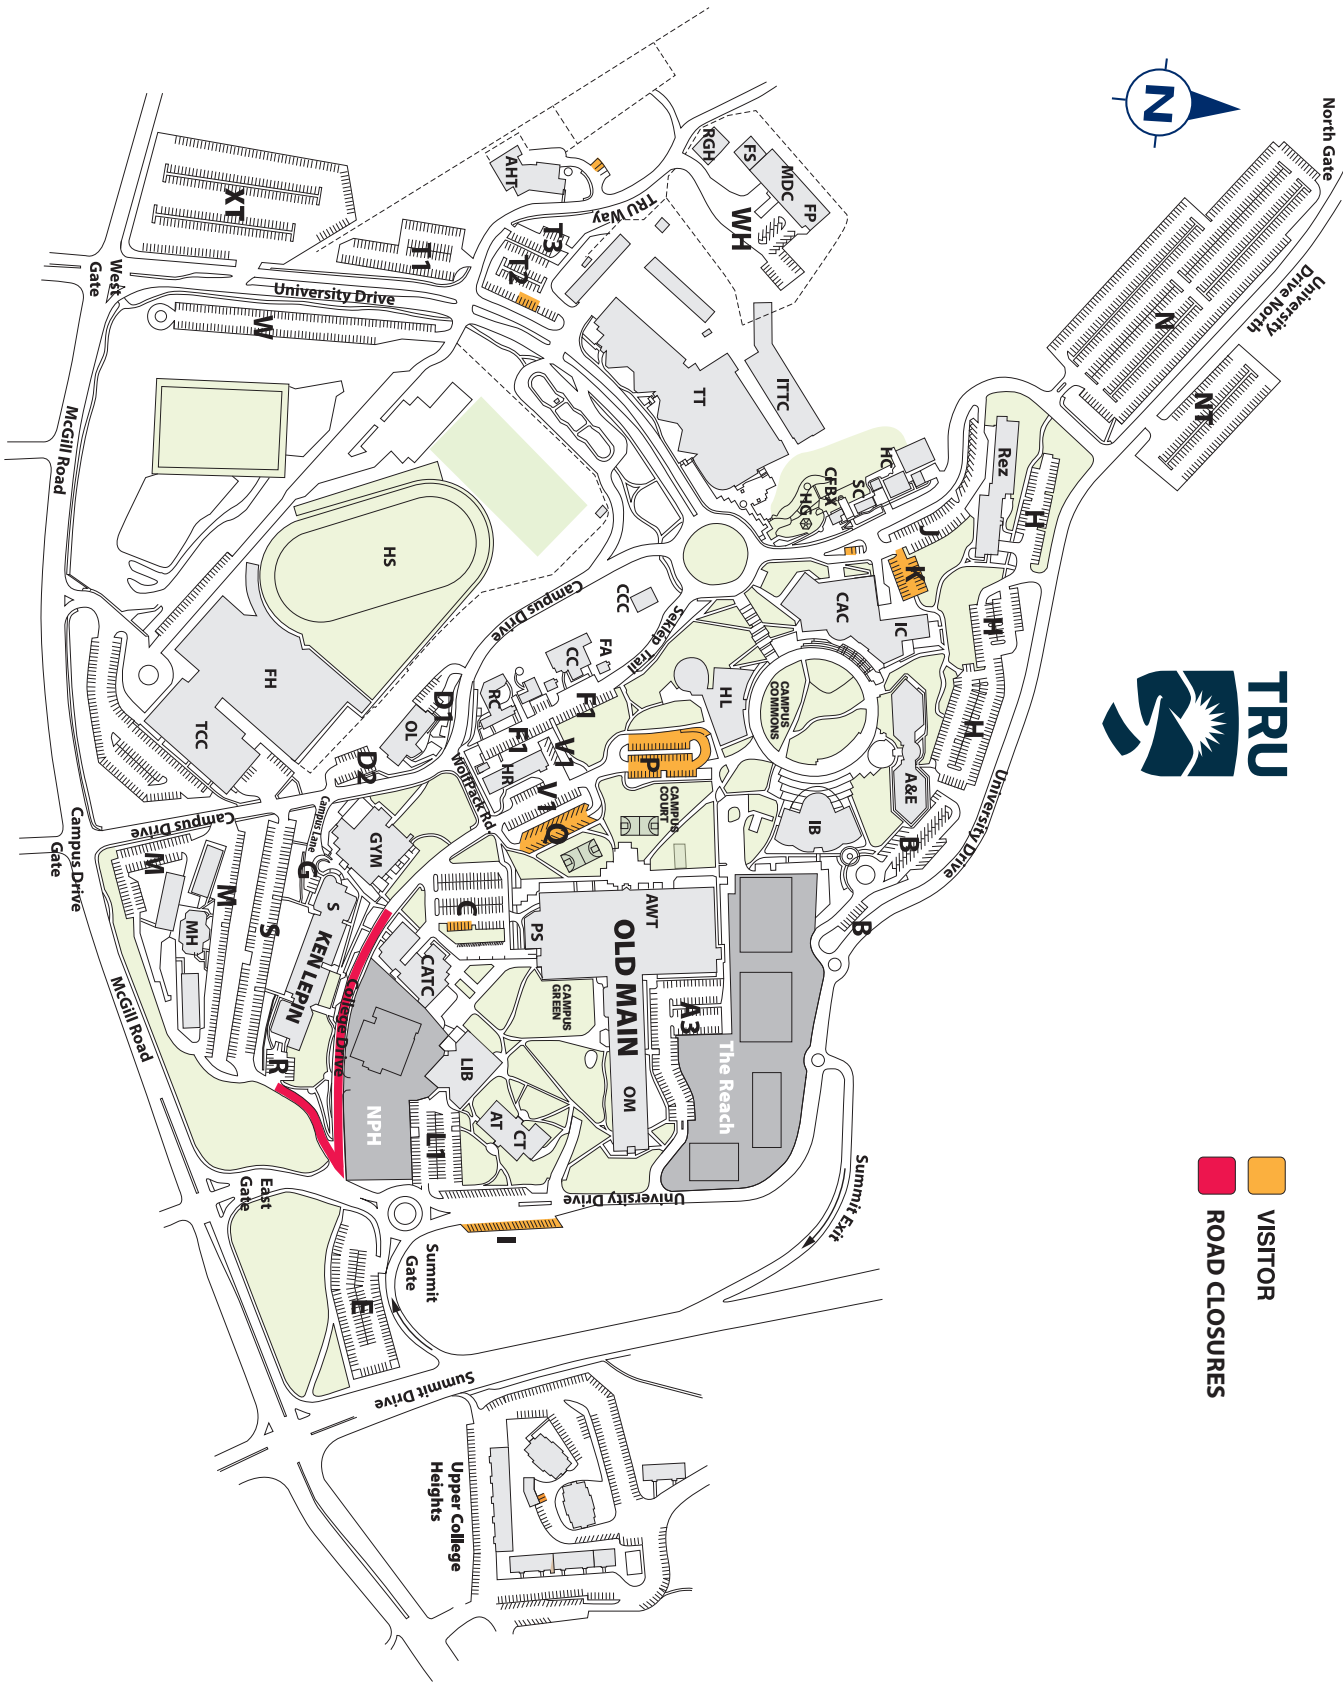 North Gate
N
University
Drive North
N
NT
TRU
VISITOR
ROAD CLOSURES
XT
West
Gate
T1
T2
T3
AHT
TRU Way
RGH
FS
MDC
FP
WH
University Drive
W
McGill Road
TT
ITTC
HC
SC
CFBX
HG
Rez
H
J
K
H
H
CAC
IC
HS
CCC
Campus Drive
Seklep Trail
FA
CC
RC
F1
F1
HL
CAMPUS
COMMONS
FH
TCC
OL
D1
D2
V1
V1
HR
Wolfpack Rd
P
Q
CAMPUS
COURT
A&E
IB
B
B
University Drive
Campus Drive
Gate
Campus Drive
Campus Lane
GYM
G
M
M
MH
S
S
KEN LEPIN
R
C
PS
AWT
OLD MAIN
OM
CAMPUS
GREEN
A3
The Reach
CATC
College Drive
LIB
NPH
AT
CT
L1
McGill Road
East
Gate
University Drive
I
Summit Exit
Summit
Gate
E
Summit Drive
Upper College
Heights